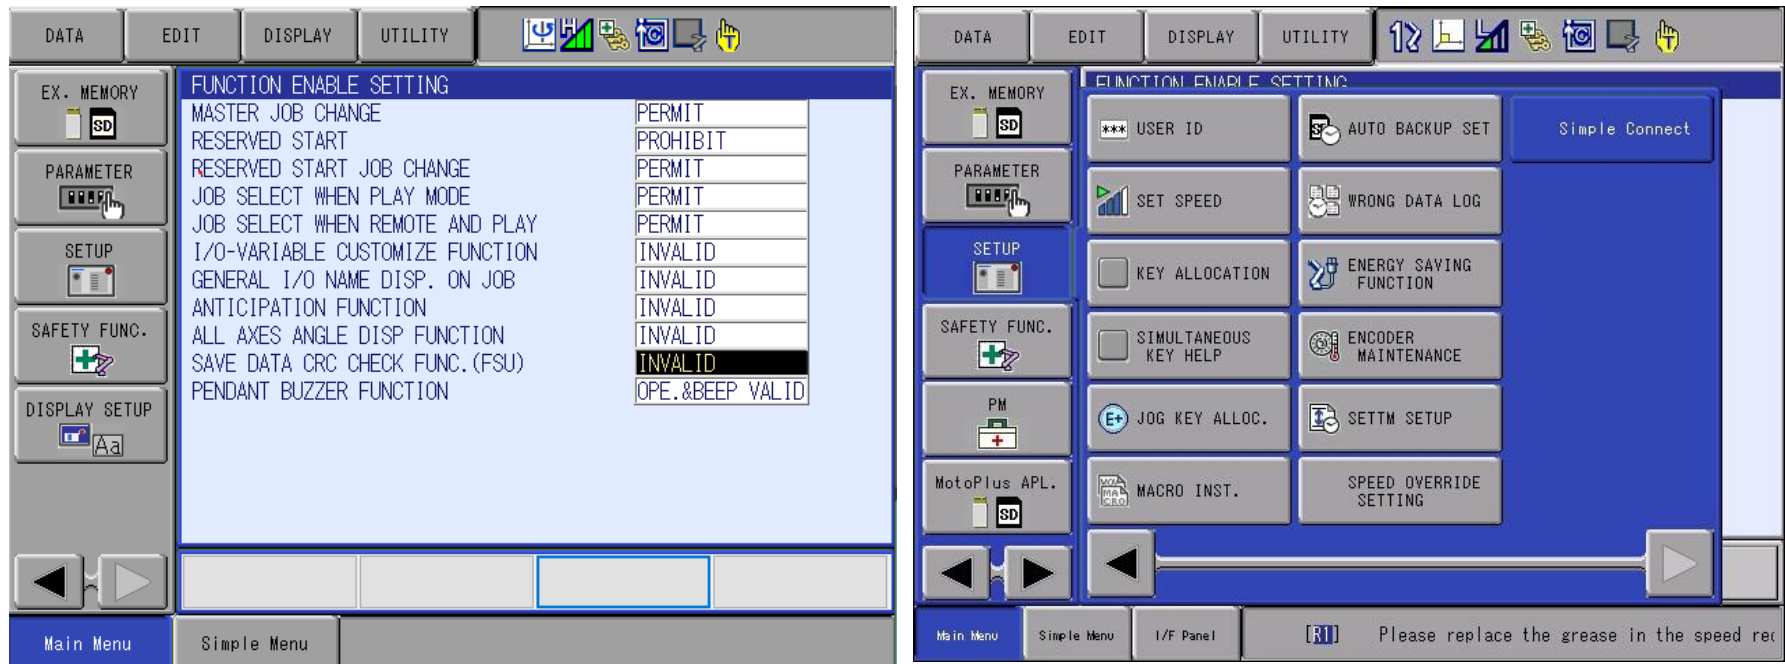 DATA
EDIT
DISPLAY
UTILITY
EX. MEMORY
SD
PARAMETER
SETUP
SAFETY FUNC.
DISPLAY SETUP
Aa
FUNCTION ENABLE SETTING
MASTER JOB CHANGE PERMIT
RESERVED START PROHIBIT
RESERVED START JOB CHANGE PERMIT
JOB SELECT WHEN PLAY MODE PERMIT
JOB SELECT WHEN REMOTE AND PLAY PERMIT
I/O-VARIABLE CUSTOMIZE FUNCTION INVALID
GENERAL I/O NAME DISP. ON JOB INVALID
ANTICIPATION FUNCTION INVALID
ALL AXES ANGLE DISP FUNCTION INVALID
SAVE DATA CRC CHECK FUNC.(FSU) INVALID
PENDANT BUZZER FUNCTION OPE.&BEEP VALID
Main Menu
Simple Menu
DATA
EDIT
DISPLAY
UTILITY
EX. MEMORY
SD
PARAMETER
SETUP
SAFETY FUNC.
PM
MotoPlus APL.
SD
FUNCTION ENABLE SETTING
*** USER ID
SET SPEED
KEY ALLOCATION
SIMULTANEOUS
KEY HELP
E+ JOG KEY ALLOC.
MACRO INST.
AUTO BACKUP SET
WRONG DATA LOG
ENERGY SAVING
FUNCTION
ENCODER
MAINTENANCE
SETTM SETUP
SPEED OVERRIDE
SETTING
Simple Connect
Main Menu
Simple Menu
I/F Panel
[R1] Please replace the grease in the speed